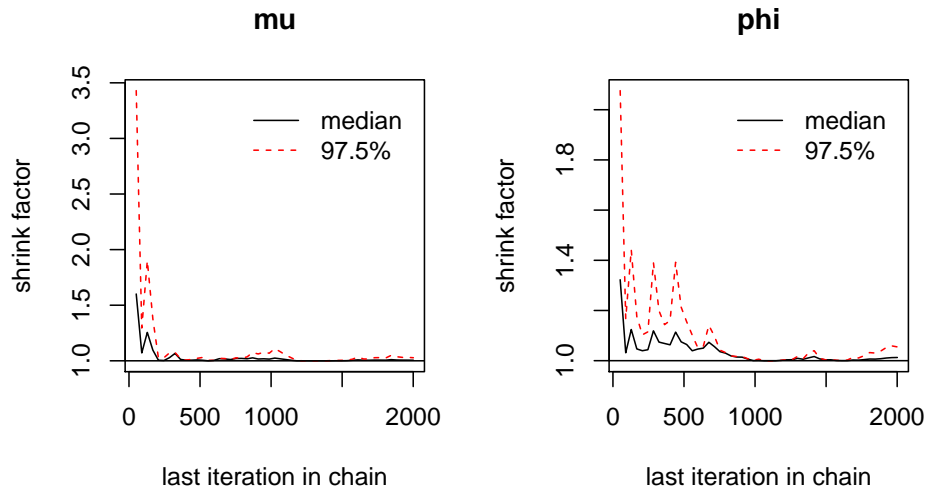 mu
shrink factor
3.5
3.0
2.5
2.0
1.5
1.0
median
97.5%
0
500
1000
2000
last iteration in chain
phi
shrink factor
1.8
1.4
1.0
median
97.5%
0
500
1000
2000
last iteration in chain